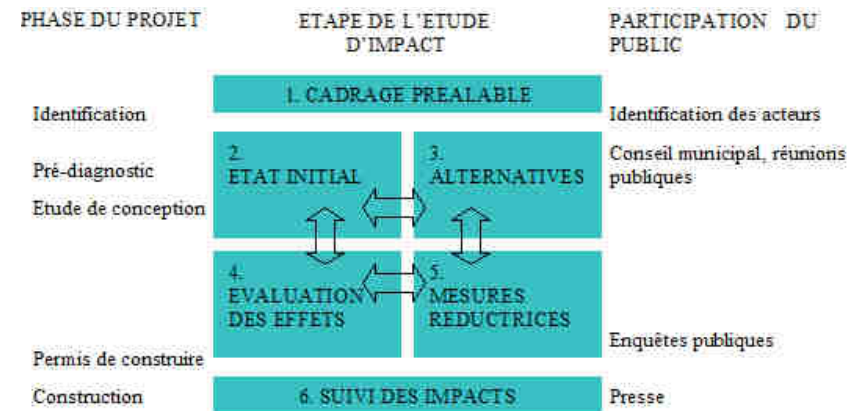 PHASE DU PROJET
ETAPE DE L'ETUDE
D'IMPACT
PARTICIPATION DU
PUBLIC
1. CADRAGE PREALABLE
Identification
Identification des acteurs
Pré-diagnostic
Etude de conception
2.
ETAT INITIAL
3.
ALTERNATIVES
Conseil municipal, réunions
publiques
4.
EVALUATION
DES EFFETS
5.
MESURES
REDUCTRICES
Enquêtes publiques
Permis de construire
Construction
6. SUIVI DES IMPACTS
Presse